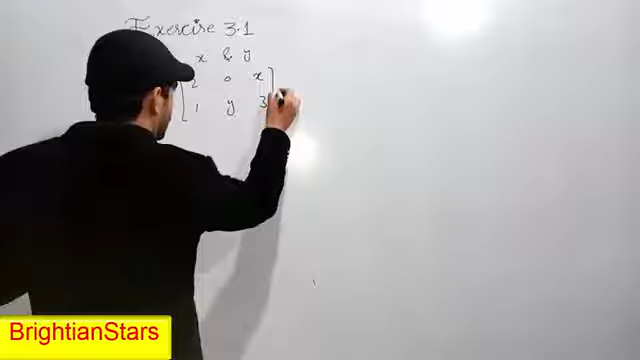 Exercise 3.1
x & y
2 0 x
1 y 3
BrightianStars